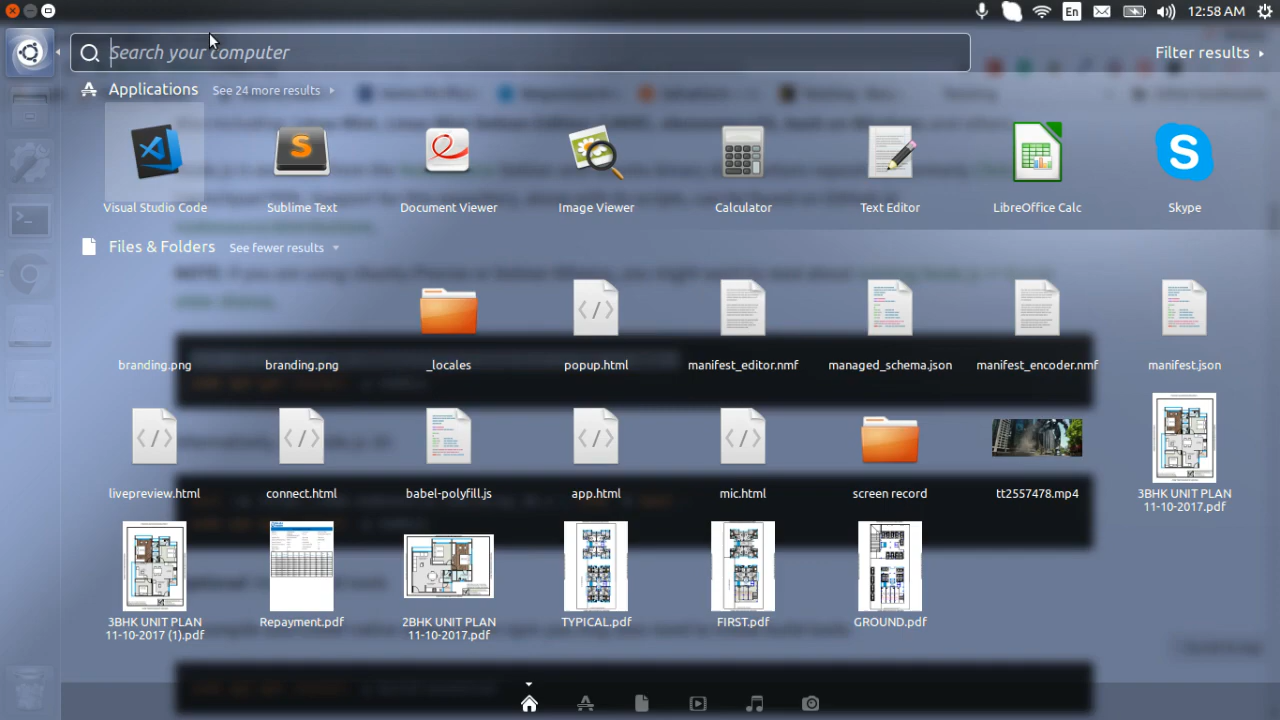 En
12:58 AM
Search your computer
Filter results
Applications
See 24 more results
Visual Studio Code
Sublime Text
Document Viewer
Image Viewer
Calculator
Text Editor
LibreOffice Calc
Skype
Files & Folders
See fewer results
branding.png
branding.png
_locales
popup.html
manifest_editor.nmf
managed_schema.json
manifest_encoder.nmf
manifest.json
livepreview.html
connect.html
babel-polyfill.js
app.html
mic.html
screen record
tt2557478.mp4
3BHK UNIT PLAN
11-10-2017.pdf
3BHK UNIT PLAN
11-10-2017 (1).pdf
Repayment.pdf
2BHK UNIT PLAN
11-10-2017.pdf
TYPICAL.pdf
FIRST.pdf
GROUND.pdf